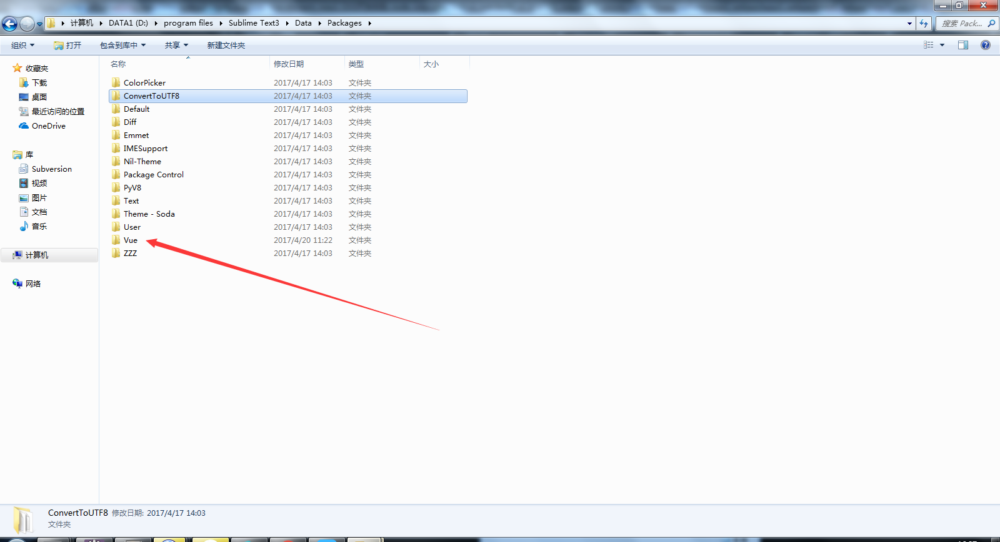 计算机 DATA1 (D:) program files Sublime Text3 Data Packages 搜索 Pack...
组织 打开 包含到库中 共享 新建文件夹
收藏夹
下载
桌面
最近访问的位置
OneDrive
库
Subversion
视频
图片
文档
音乐
计算机
网络
名称 修改日期 类型 大小
ColorPicker 2017/4/17 14:03 文件夹
ConvertToUTF8 2017/4/17 14:03 文件夹
Default 2017/4/17 14:03 文件夹
Diff 2017/4/17 14:03 文件夹
Emmet 2017/4/17 14:03 文件夹
IMESupport 2017/4/17 14:03 文件夹
Nil-Theme 2017/4/17 14:03 文件夹
Package Control 2017/4/17 14:03 文件夹
PyV8 2017/4/17 14:03 文件夹
Text 2017/4/17 14:03 文件夹
Theme - Soda 2017/4/17 14:03 文件夹
User 2017/4/17 14:03 文件夹
Vue 2017/4/20 11:22 文件夹
ZZZ 2017/4/17 14:03 文件夹
ConvertToUTF8 修改日期: 2017/4/17 14:03
文件夹